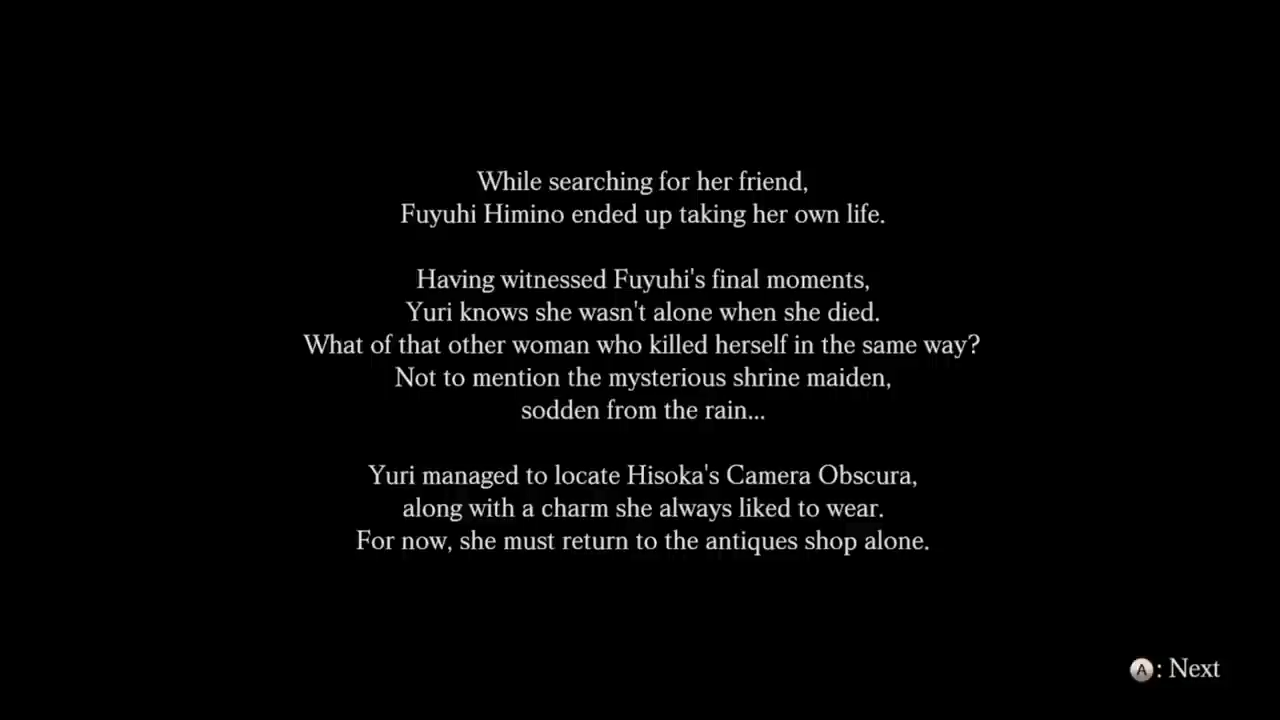 While searching for her friend,
Fuyuhi Himino ended up taking her own life.
Having witnessed Fuyuhi's final moments,
Yuri knows she wasn't alone when she died.
What of that other woman who killed herself in the same way?
Not to mention the mysterious shrine maiden,
sodden from the rain...
Yuri managed to locate Hisoka's Camera Obscura,
along with a charm she always liked to wear.
For now, she must return to the antiques shop alone.
A: Next